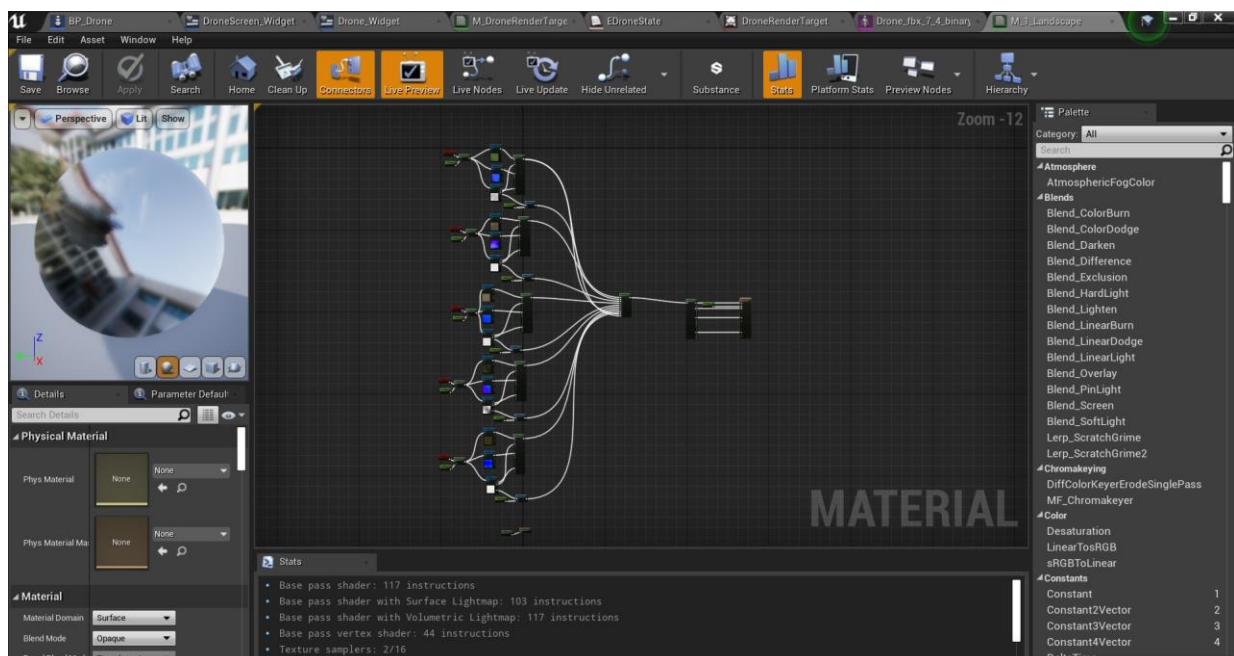 BP_Drone
DroneScreen_Widget
Drone_Widget
M_DroneRenderTarge
EDroneState
DroneRenderTarget
Drone_fbx_7_4_binary
M_1_Landscape
File Edit Asset Window Help
Save
Browse
Apply
Search
Home
Clean Up
Connectors
Live Preview
Live Nodes
Live Update
Hide Unrelated
Substance
Stats
Platform Stats
Preview Nodes
Hierarchy
Perspective
Lit
Show
Z
X
Zoom -12
MATERIAL
Details
Parameter Default
Search Details
Physical Material
Phys Material
None
None
Phys Material Ma
None
None
Material
Material Domain
Surface
Blend Mode
Opaque
Stats
Base pass shader: 117 instructions
Base pass shader with Surface Lightmap: 103 instructions
Base pass shader with Volumetric Lightmap: 117 instructions
Base pass vertex shader: 44 instructions
Texture samplers: 2/16
Palette
Category: All
Search
Atmosphere
AtmosphericFogColor
Blends
Blend_ColorBurn
Blend_ColorDodge
Blend_Darken
Blend_Difference
Blend_Exclusion
Blend_HardLight
Blend_Lighten
Blend_LinearBurn
Blend_LinearDodge
Blend_LinearLight
Blend_Overlay
Blend_PinLight
Blend_Screen
Blend_SoftLight
Lerp_ScratchGrime
Lerp_ScratchGrime2
Chromakeying
DiffColorKeyerErodeSinglePass
MF_Chromakeyer
Color
Desaturation
LinearTosRGB
sRGBToLinear
Constants
Constant 1
Constant2Vector 2
Constant3Vector 3
Constant4Vector 4